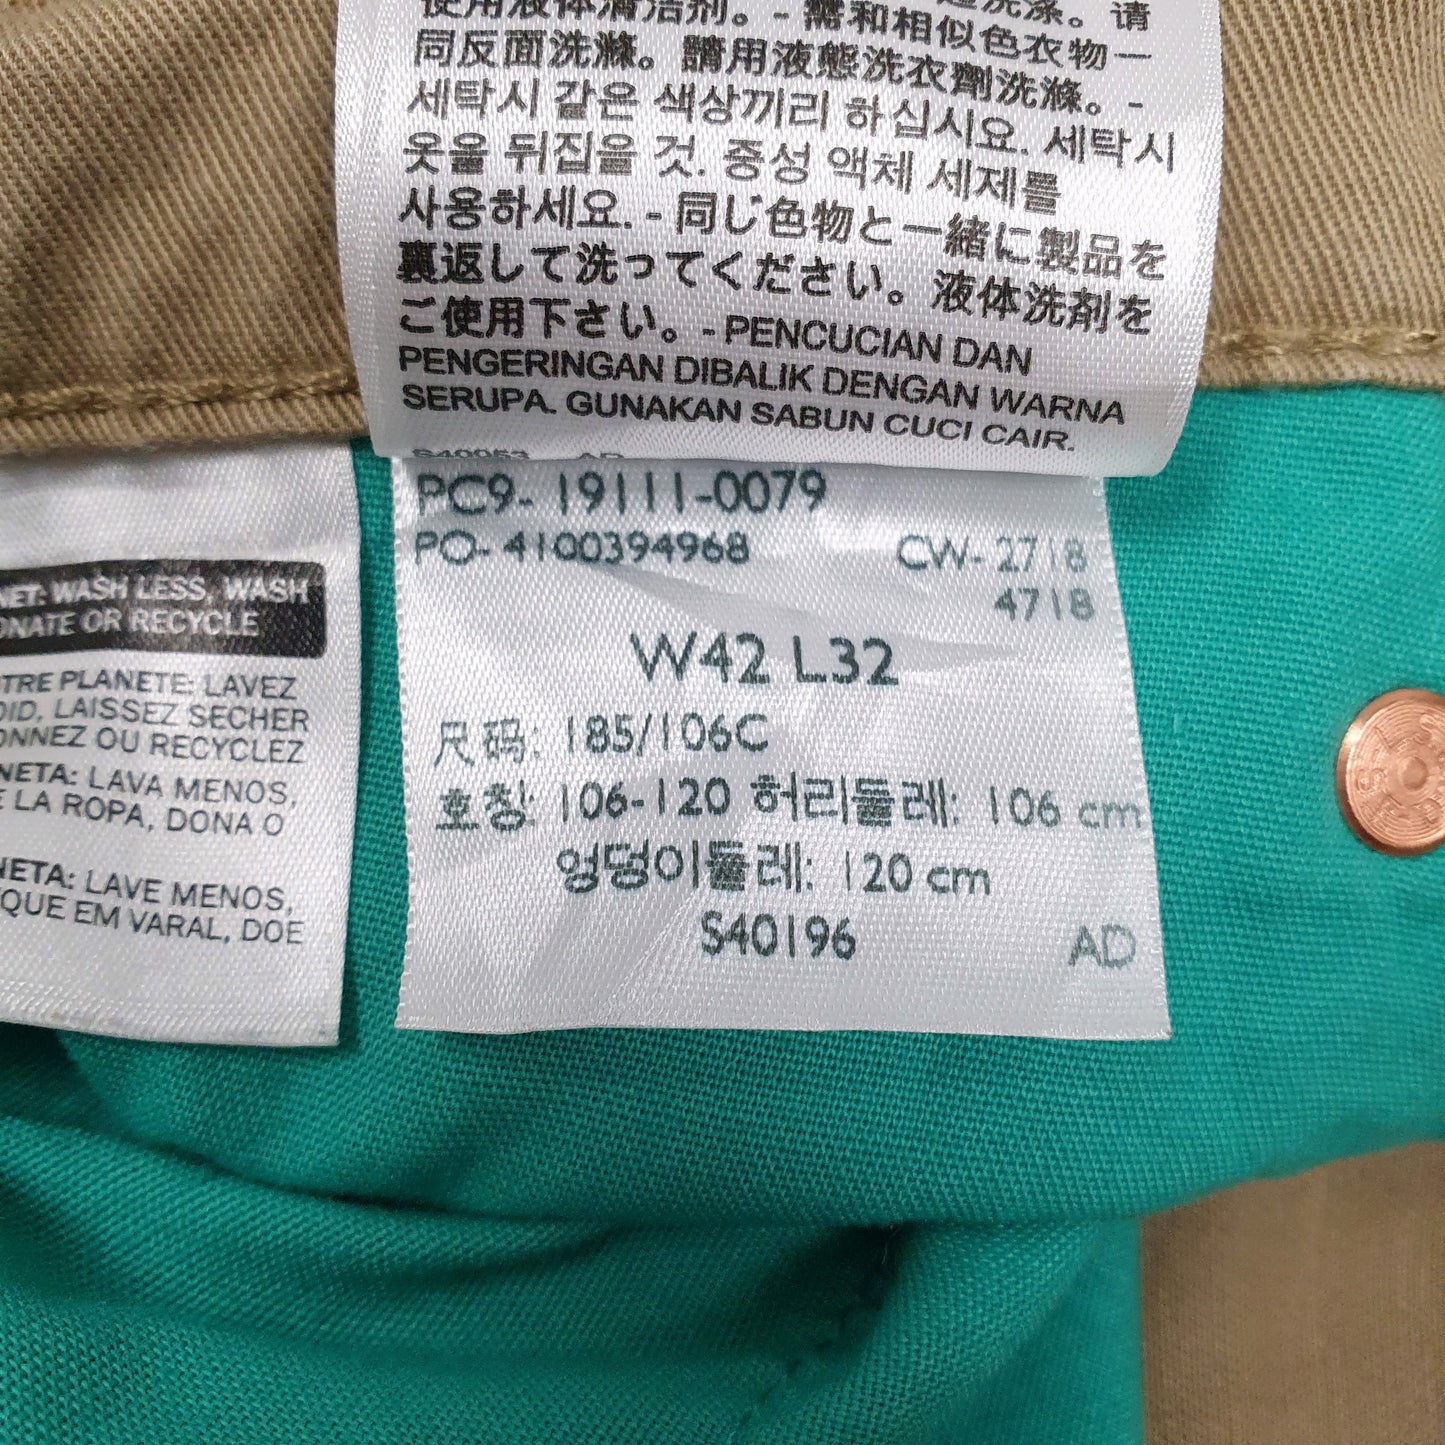 使用液体清洁剂。- 需和相似色衣物一
同反面洗滌。請用液態洗衣劑洗滌。-
세탁시 같은 색상끼리 하십시요. 세탁시
옷을 뒤집을 것. 중성 액체 세제를
사용하세요. - 同じ色物と一緒に製品を
裏返して洗ってください。液体洗剤を
ご使用下さい。- PENCUCIAN DAN
PENGERINGAN DIBALIK DENGAN WARNA
SERUPA. GUNAKAN SABUN CUCI CAIR.
PC9- 19111-0079
PO- 4100394968 CW- 2718
4718
W42 L32
尺码: 185/106C
호칭: 106-120 허리둘레: 106 cm
엉덩이둘레: 120 cm
S40196 AD
NET: WASH LESS, WASH
ONATE OR RECYCLE
TRE PLANETE: LAVEZ
OID, LAISSEZ SECHER
ONNEZ OU RECYCLEZ
NETA: LAVA MENOS,
E LA ROPA, DONA O
NETA: LAVE MENOS,
QUE EM VARAL, DOE